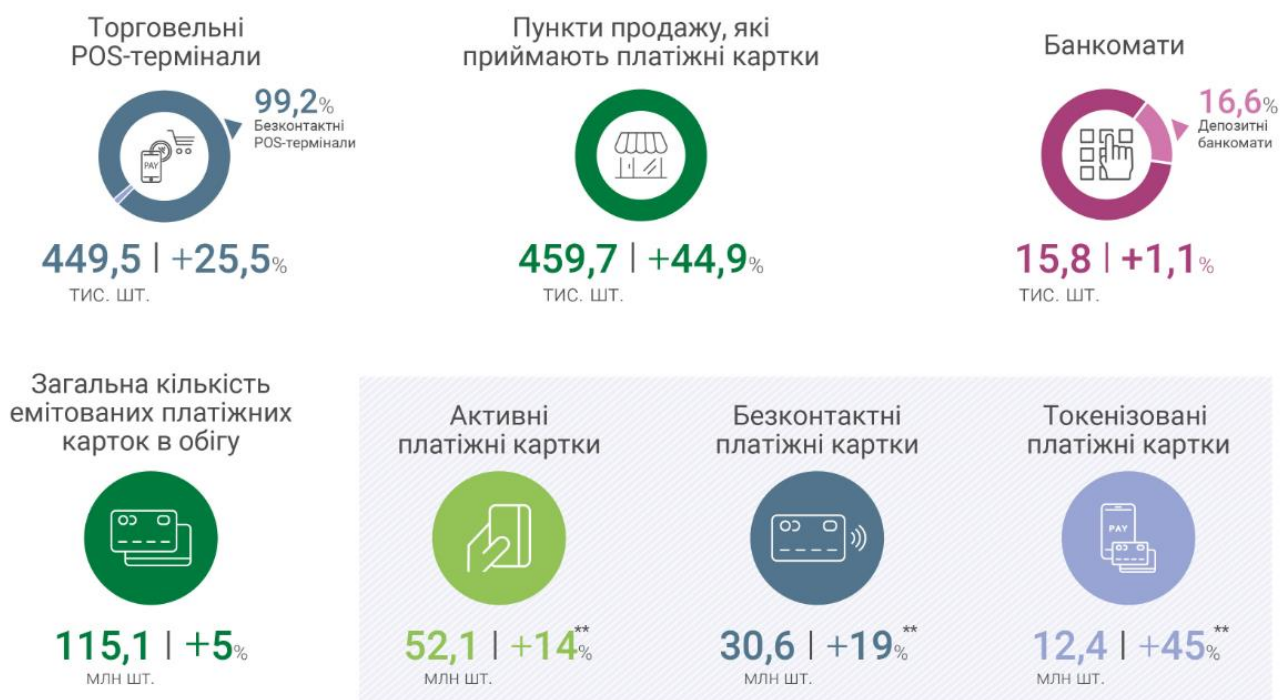 Торговельні
POS-термінали
99,2%
Безконтактні
POS-термінали
PAY
449,5 | +25,5%
тис. шт.
Пункти продажу, які
приймають платіжні картки
459,7 | +44,9%
тис. шт.
Банкомати
16,6%
Депозитні
банкомати
15,8 | +1,1%
тис. шт.
Загальна кількість
емітованих платіжних
карток в обігу
115,1 | +5%
млн шт.
Активні
платіжні картки
52,1 | +14%**
млн шт.
Безконтактні
платіжні картки
30,6 | +19%**
млн шт.
Токенізовані
платіжні картки
PAY
12,4 | +45%**
млн шт.